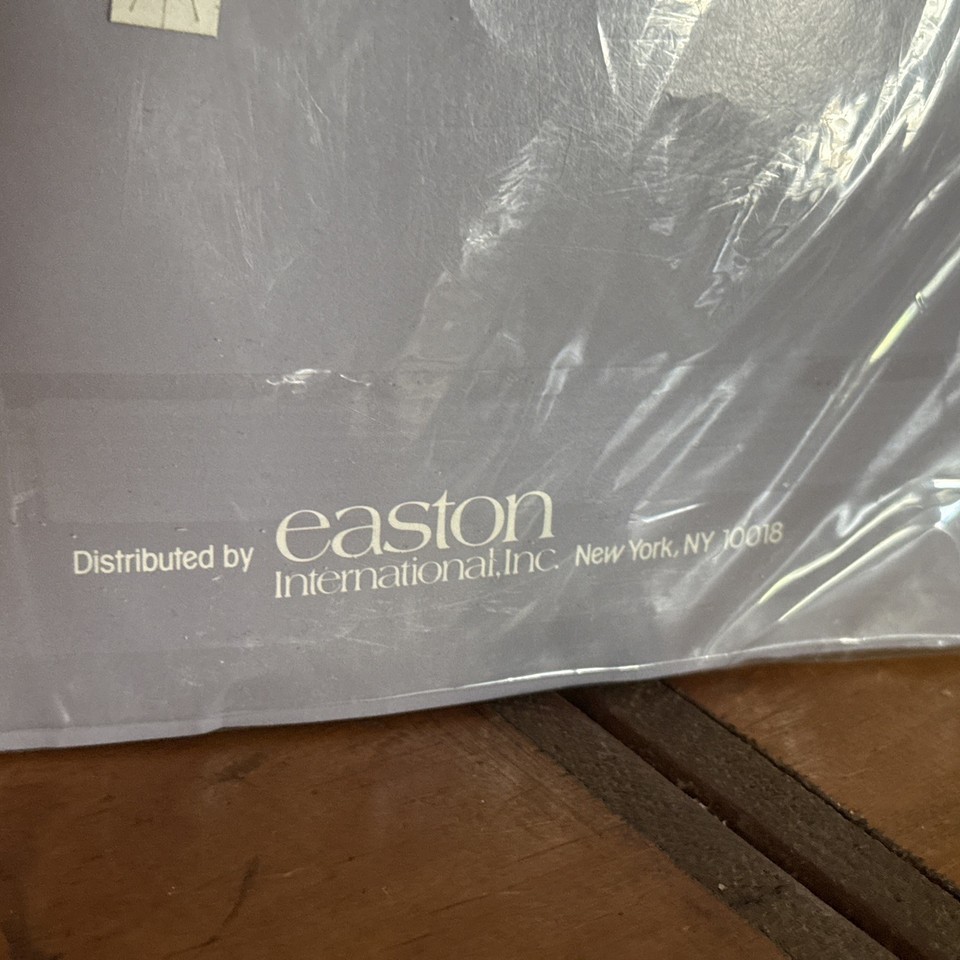 Distributed by easton New York, NY 10018
International, Inc.